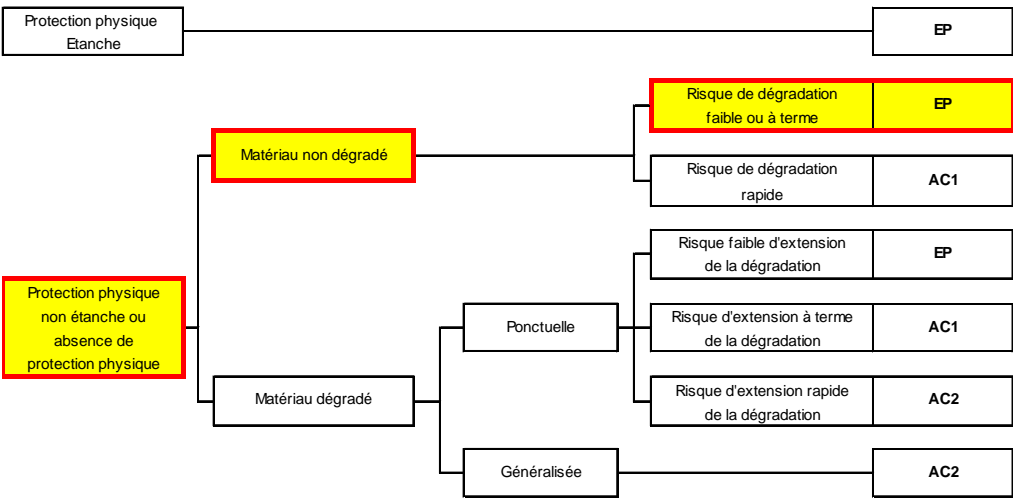 Protection physique
Etanche
EP
Risque de dégradation
faible ou à terme
EP
Matériau non dégradé
Risque de dégradation
rapide
AC1
Risque faible d'extension
de la dégradation
EP
Protection physique
non étanche ou
absence de
protection physique
Ponctuelle
Risque d'extension à terme
de la dégradation
AC1
Matériau dégradé
Risque d'extension rapide
de la dégradation
AC2
Généralisée
AC2